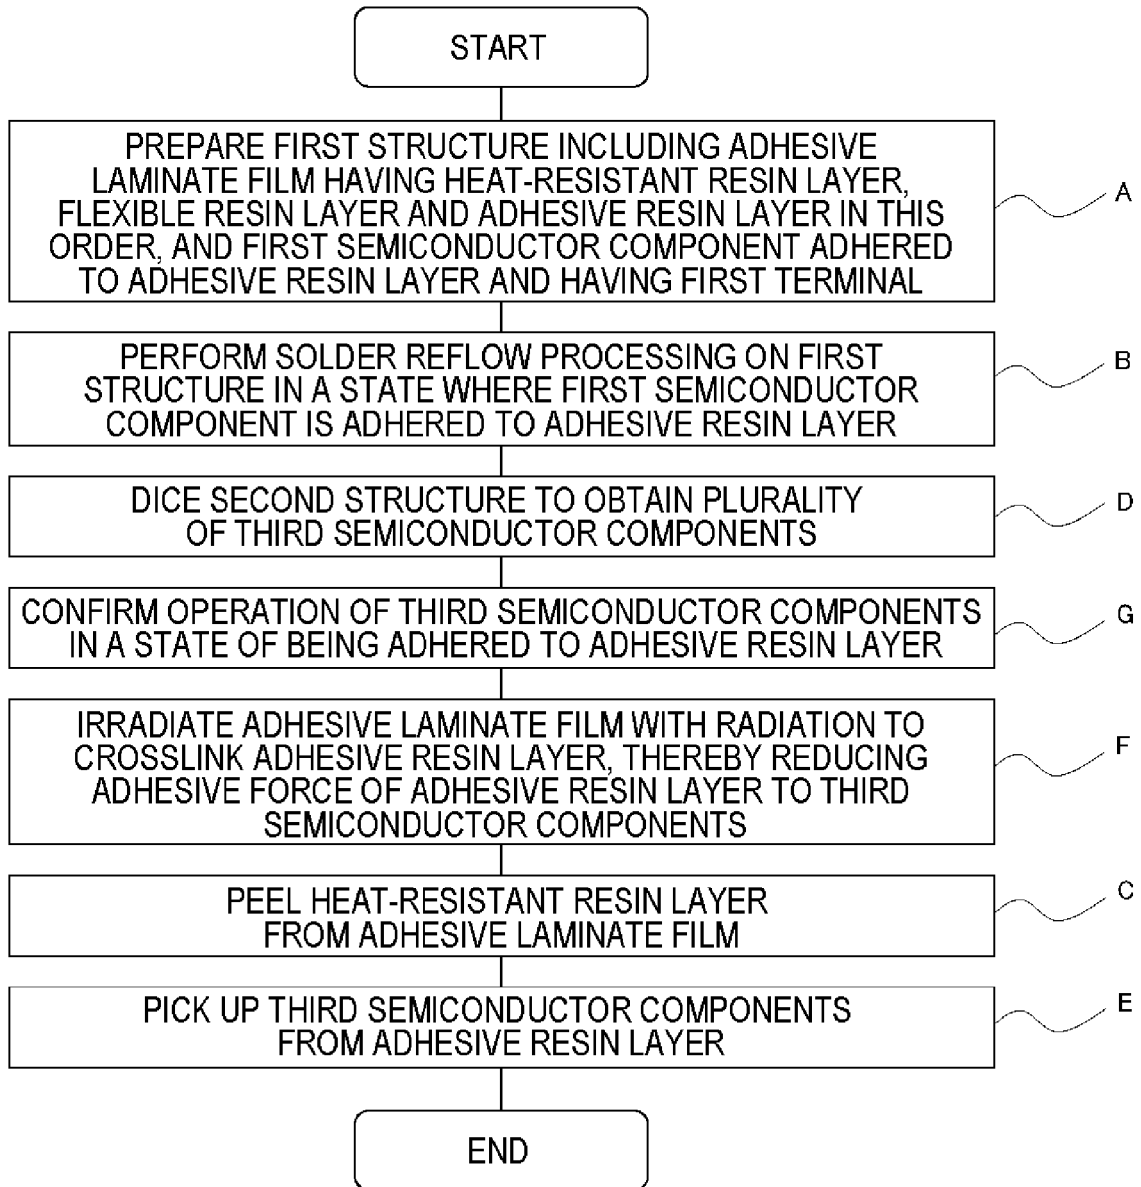 START
PREPARE FIRST STRUCTURE INCLUDING ADHESIVE
LAMINATE FILM HAVING HEAT-RESISTANT RESIN LAYER,
FLEXIBLE RESIN LAYER AND ADHESIVE RESIN LAYER IN THIS
ORDER, AND FIRST SEMICONDUCTOR COMPONENT ADHERED
TO ADHESIVE RESIN LAYER AND HAVING FIRST TERMINAL
A
PERFORM SOLDER REFLOW PROCESSING ON FIRST
STRUCTURE IN A STATE WHERE FIRST SEMICONDUCTOR
COMPONENT IS ADHERED TO ADHESIVE RESIN LAYER
B
DICE SECOND STRUCTURE TO OBTAIN PLURALITY
OF THIRD SEMICONDUCTOR COMPONENTS
D
CONFIRM OPERATION OF THIRD SEMICONDUCTOR COMPONENTS
IN A STATE OF BEING ADHERED TO ADHESIVE RESIN LAYER
G
IRRADIATE ADHESIVE LAMINATE FILM WITH RADIATION TO
CROSSLINK ADHESIVE RESIN LAYER, THEREBY REDUCING
ADHESIVE FORCE OF ADHESIVE RESIN LAYER TO THIRD
SEMICONDUCTOR COMPONENTS
F
PEEL HEAT-RESISTANT RESIN LAYER
FROM ADHESIVE LAMINATE FILM
C
PICK UP THIRD SEMICONDUCTOR COMPONENTS
FROM ADHESIVE RESIN LAYER
E
END